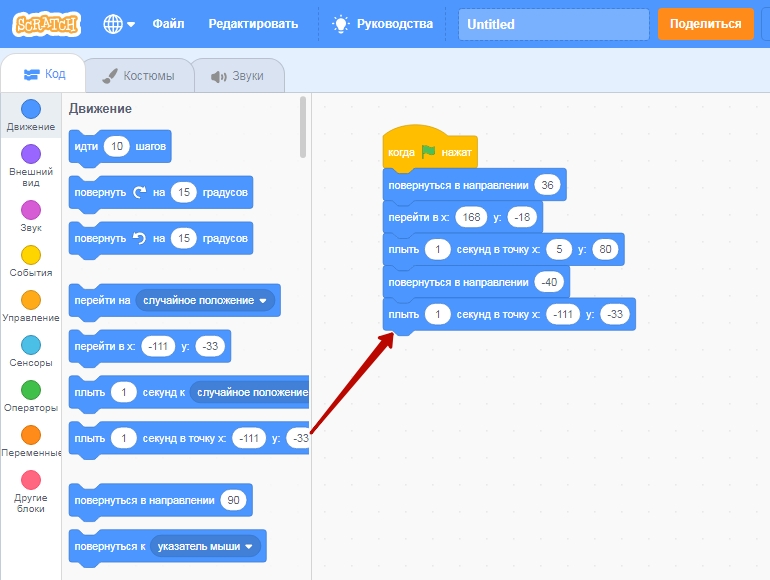 SCRATCH
Файл
Редактировать
Руководства
Untitled
Поделиться
Код
Костюмы
Звуки
Движение
Внешний
вид
Звук
События
Управление
Сенсоры
Операторы
Переменные
Другие
блоки
Движение
идти 10 шагов
повернуть на 15 градусов
повернуть на 15 градусов
перейти на случайное положение
перейти в x: -111 y: -33
плыть 1 секунд к случайное положение
плыть 1 секунд в точку x: -111 y: -33
повернуться в направлении 90
повернуться к указатель мыши
когда нажат
повернуться в направлении 36
перейти в x: 168 y: -18
плыть 1 секунд в точку x: 5 y: 80
повернуться в направлении -40
плыть 1 секунд в точку x: -111 y: -33